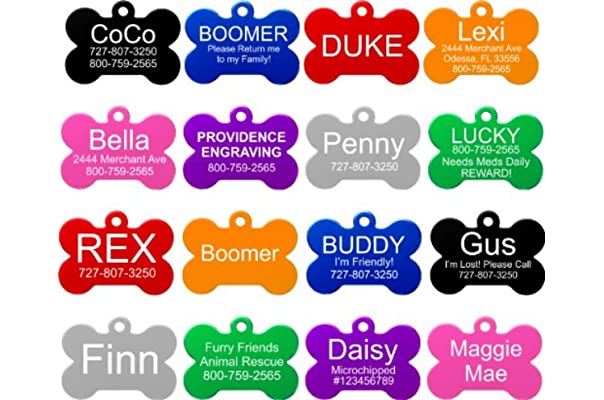 CoCo
727-807-3250
800-759-2565
BOOMER
Please Return me
to my Family!
DUKE
Lexi
2444 Merchant Ave
Odessa, FL 33556
727-807-3250
Bella
2444 Merchant Ave
800-759-2565
PROVIDENCE
ENGRAVING
800-759-2565
Penny
727-807-3250
LUCKY
800-759-2565
Needs Meds Daily
REWARD!
REX
727-807-3250
Boomer
BUDDY
I'm Friendly!
727-807-3250
Gus
I'm Lost! Please Call
727-807-3250
Finn
Furry Friends
Animal Rescue
800-759-2565
Daisy
Microchipped
#123456789
Maggie
Mae